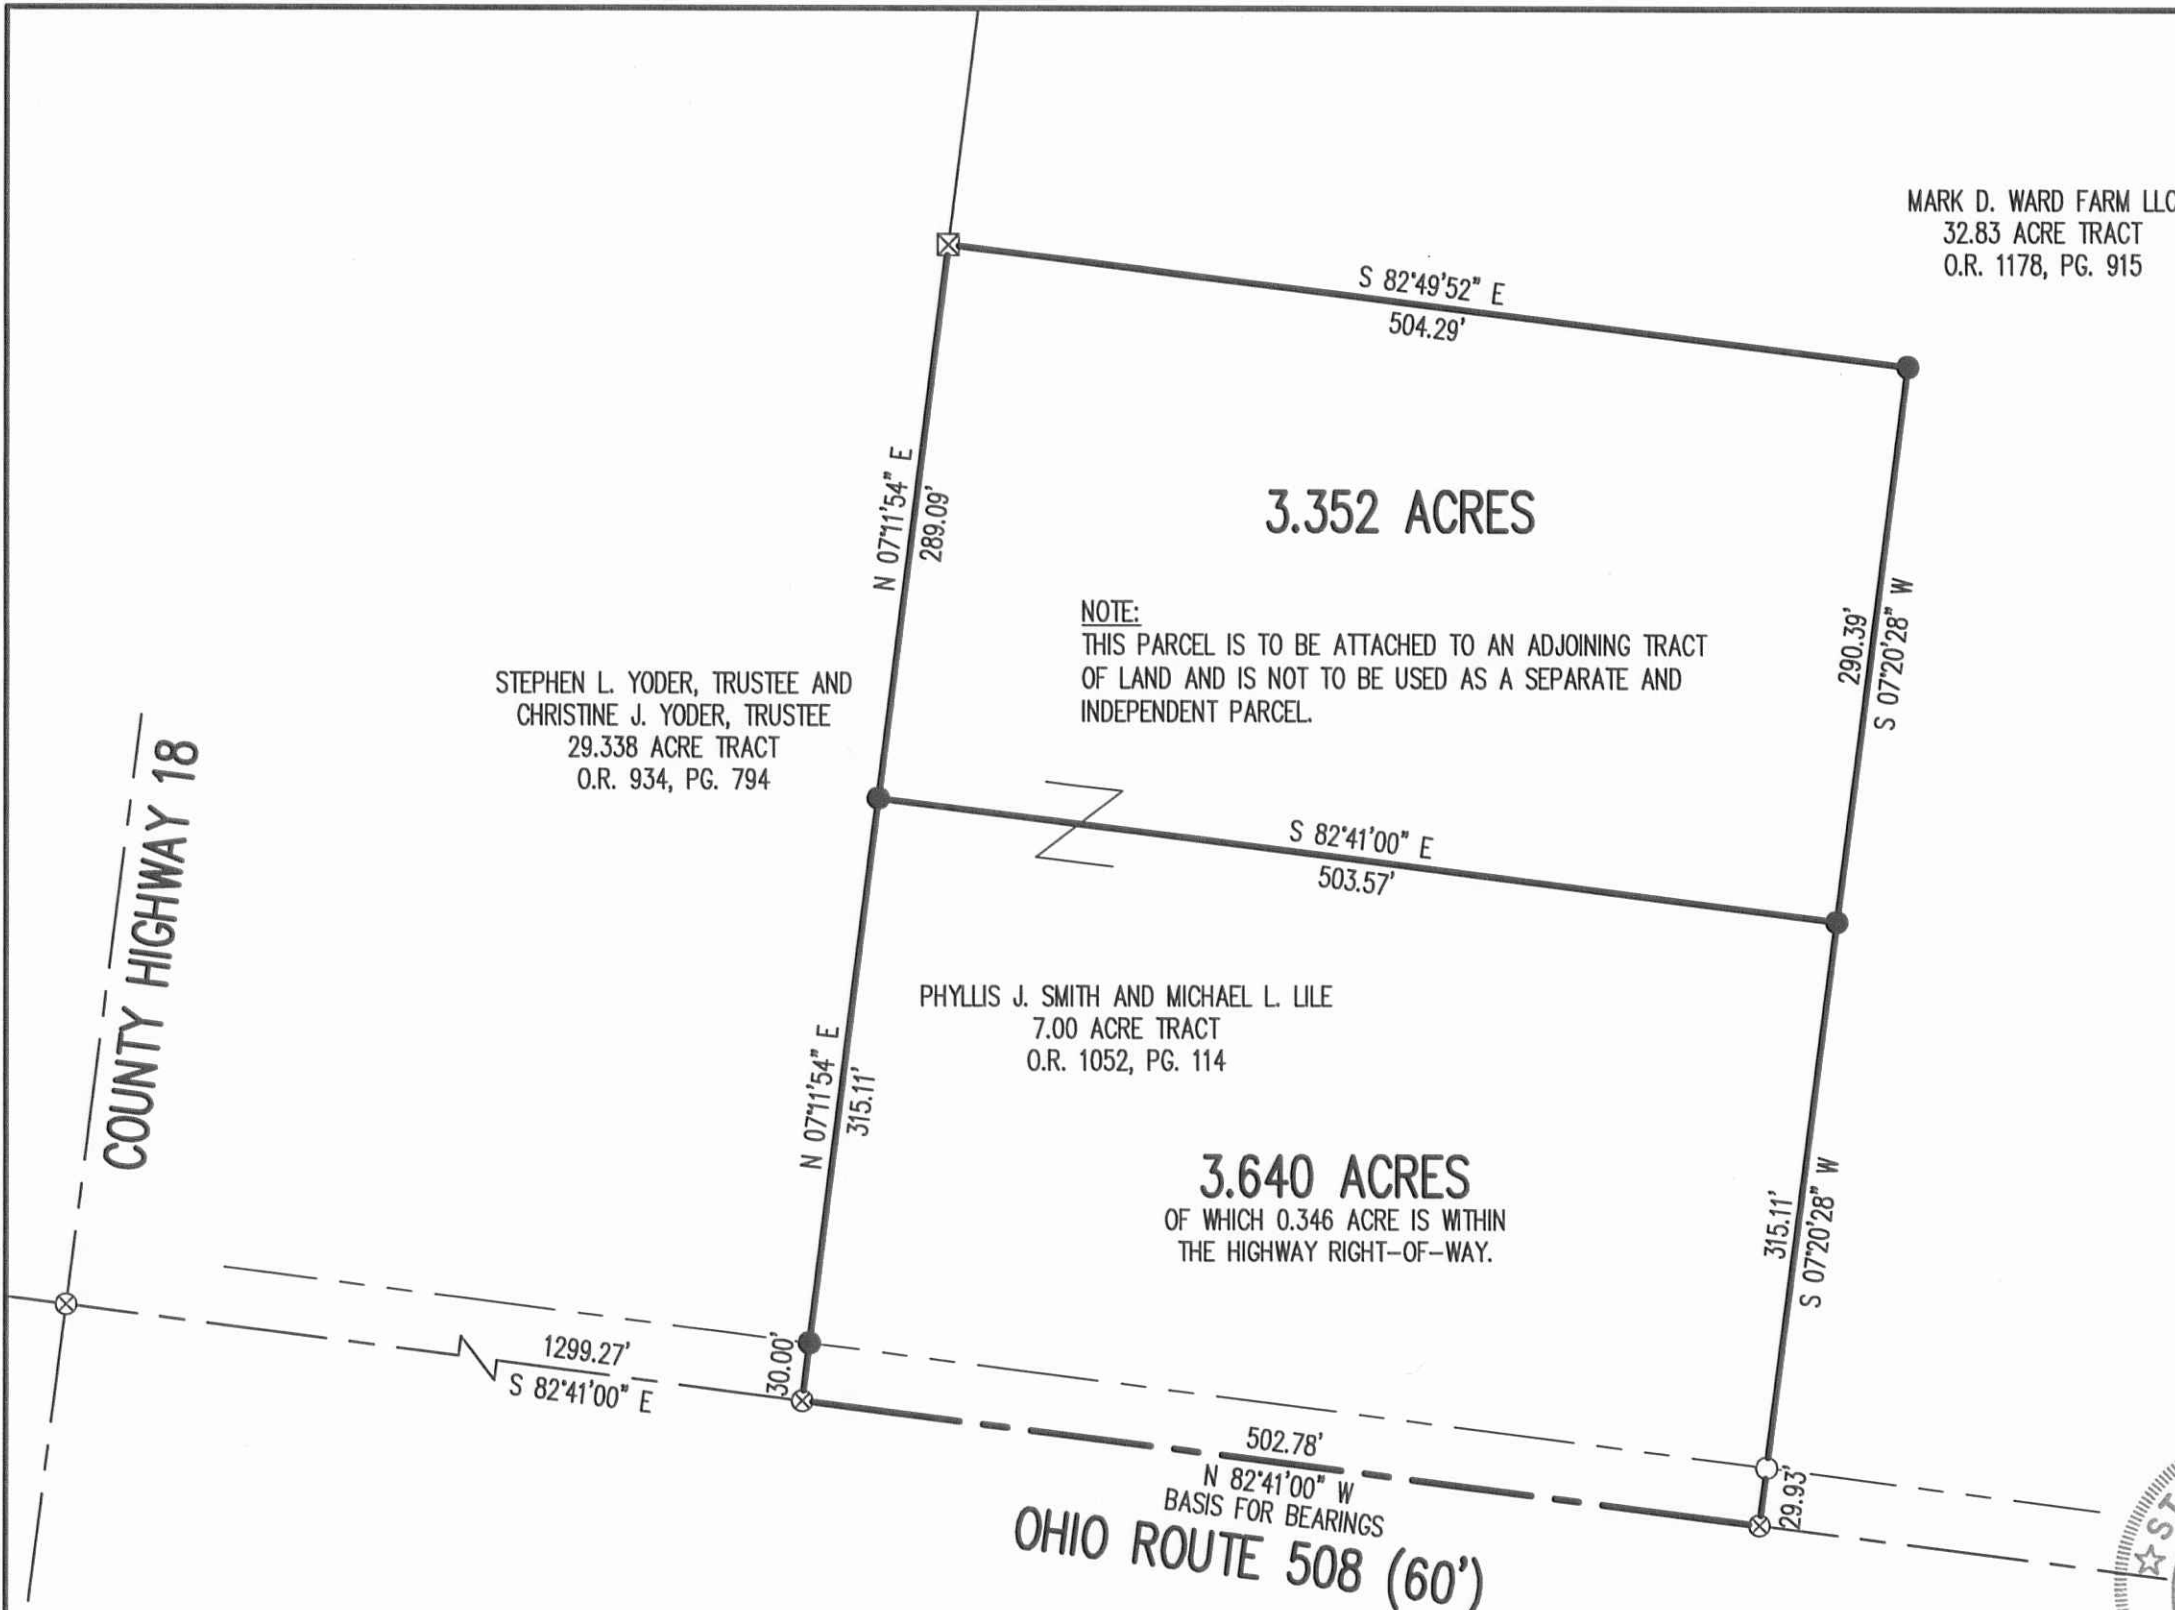 MARK D. WARD FARM LLC
32.83 ACRE TRACT
O.R. 1178, PG. 915
S 82°49'52" E
504.29'
N 07°11'54" E
289.09'
3.352 ACRES
290.39'
S 07°20'28" W
NOTE:
THIS PARCEL IS TO BE ATTACHED TO AN ADJOINING TRACT
OF LAND AND IS NOT TO BE USED AS A SEPARATE AND
INDEPENDENT PARCEL.
STEPHEN L. YODER, TRUSTEE AND
CHRISTINE J. YODER, TRUSTEE
29.338 ACRE TRACT
O.R. 934, PG. 794
COUNTY HIGHWAY 18
S 82°41'00" E
503.57'
PHYLLIS J. SMITH AND MICHAEL L. LILE
7.00 ACRE TRACT
O.R. 1052, PG. 114
N 07°11'54" E
315.11'
3.640 ACRES
OF WHICH 0.346 ACRE IS WITHIN
THE HIGHWAY RIGHT-OF-WAY.
315.11'
S 07°20'28" W
1299.27'
S 82°41'00" E
30.00'
502.78'
N 82°41'00" W
BASIS FOR BEARINGS
29.93'
OHIO ROUTE 508 (60')